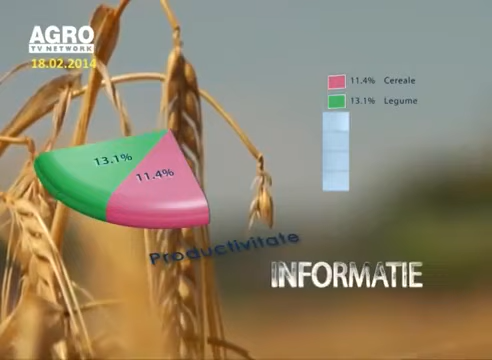 AGRO
TV NETWORK
18.02.2014
11.4% Cereale
13.1% Legume
13.1%
11.4%
Productivitate
INFORMATIE